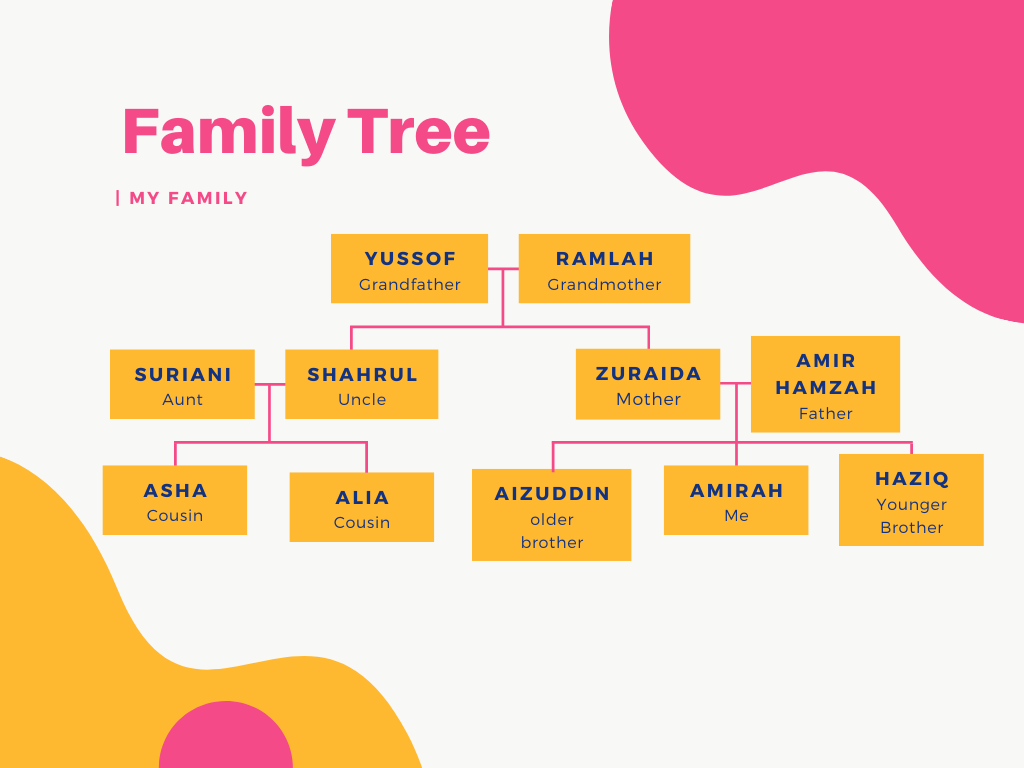 Family Tree
| MY FAMILY
YUSSOF
Grandfather
RAMLAH
Grandmother
SURIANI
Aunt
SHAHRUL
Uncle
ZURAIDA
Mother
AMIR
HAMZAH
Father
ASHA
Cousin
ALIA
Cousin
AIZUDDIN
older
brother
AMIRAH
Me
HAZIQ
Younger
Brother